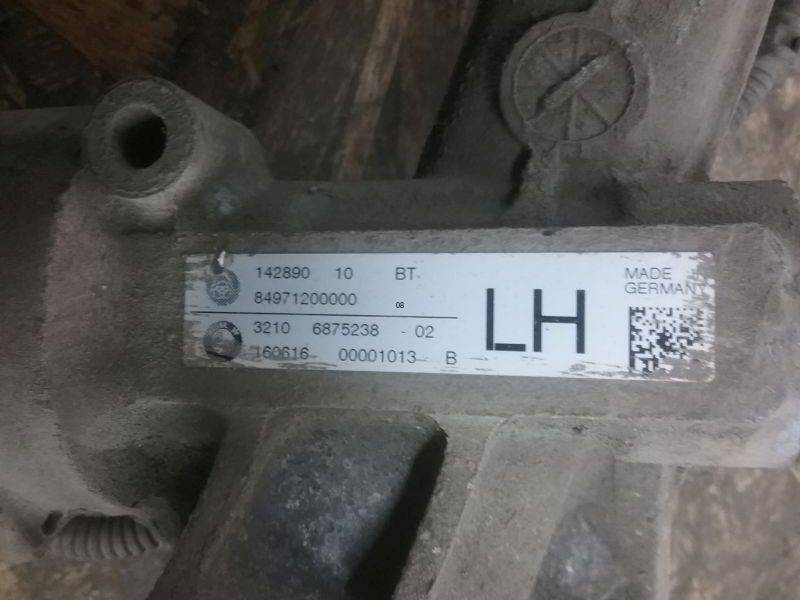 142890 10 BT
84971200000 08
3210 6875238 - 02
160616 00001013 B
LH
MADE
GERMANY